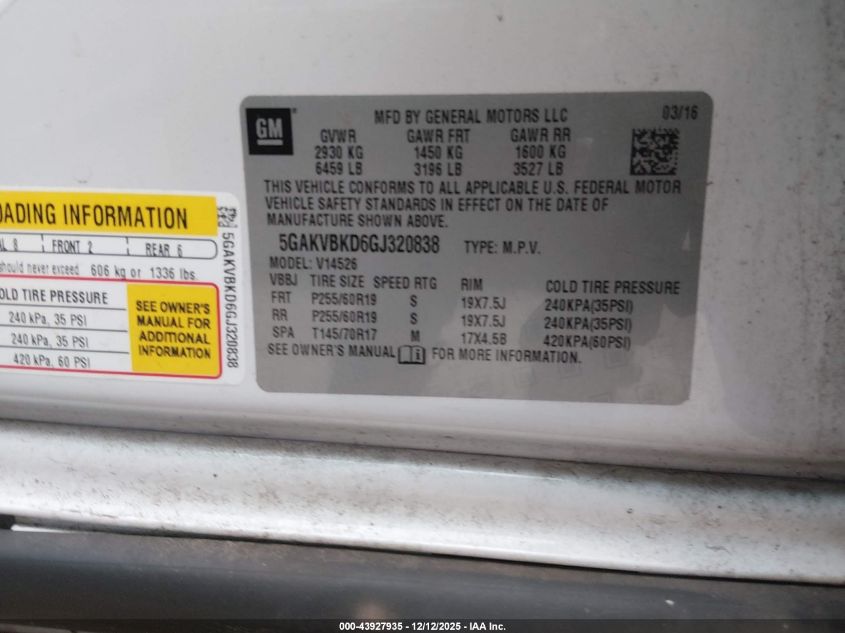 GM
MFD BY GENERAL MOTORS LLC 03/16
GVWR GAWR FRT GAWR RR
2930 KG 1450 KG 1600 KG
6459 LB 3196 LB 3527 LB
THIS VEHICLE CONFORMS TO ALL APPLICABLE U.S. FEDERAL MOTOR
VEHICLE SAFETY STANDARDS IN EFFECT ON THE DATE OF
MANUFACTURE SHOWN ABOVE.
5GAKVBKD6GJ320838 TYPE: M.P.V.
MODEL: V14526
VBBJ TIRE SIZE SPEED RTG RIM COLD TIRE PRESSURE
FRT P255/60R19 S 19X7.5J 240KPA(35PSI)
RR P255/60R19 S 19X7.5J 240KPA(35PSI)
SPA T145/70R17 M 17X4.5B 420KPA(60PSI)
SEE OWNER'S MANUAL FOR MORE INFORMATION.
OADING INFORMATION
AL 8 FRONT 2 REAR 6
should never exceed 606 kg or 1336 lbs.
OLD TIRE PRESSURE
240 kPa, 35 PSI
240 kPa, 35 PSI
420 kPa, 60 PSI
SEE OWNER'S
MANUAL FOR
ADDITIONAL
INFORMATION
5GAKVBKD6GJ320838
000-43927935 - 12/12/2025 - IAA Inc.